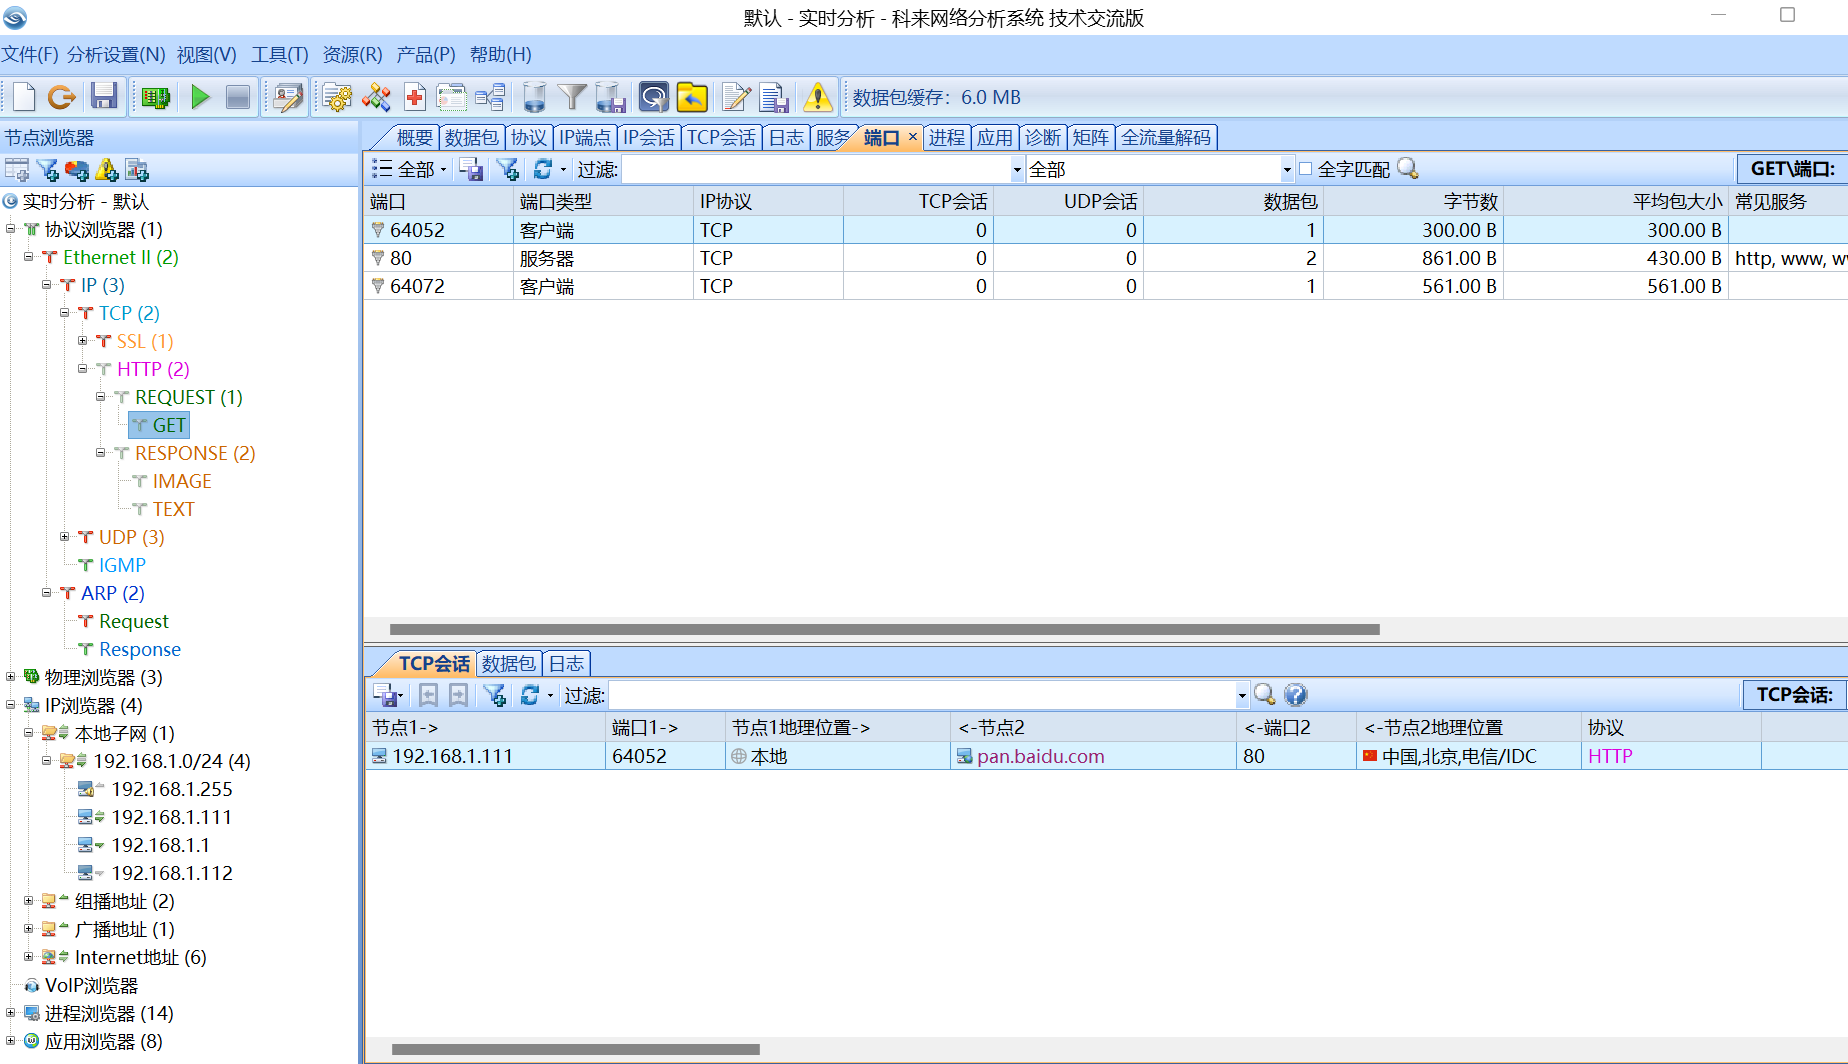 默认 - 实时分析 - 科来网络分析系统 技术交流版
文件(F) 分析设置(N) 视图(V) 工具(T) 资源(R) 产品(P) 帮助(H)
数据包缓存: 6.0 MB
节点浏览器
实时分析 - 默认
协议浏览器 (1)
Ethernet II (2)
IP (3)
TCP (2)
SSL (1)
HTTP (2)
REQUEST (1)
GET
RESPONSE (2)
IMAGE
TEXT
UDP (3)
IGMP
ARP (2)
Request
Response
物理浏览器 (3)
IP浏览器 (4)
本地子网 (1)
192.168.1.0/24 (4)
192.168.1.255
192.168.1.111
192.168.1.1
192.168.1.112
组播地址 (2)
广播地址 (1)
Internet地址 (6)
VoIP浏览器
进程浏览器 (14)
应用浏览器 (8)
概要 数据包 协议 IP端点 IP会话 TCP会话 日志 服务 端口 × 进程 应用 诊断 矩阵 全流量解码
全部 过滤: 全部 全字匹配 GET\端口:
端口 端口类型 IP协议 TCP会话 UDP会话 数据包 字节数 平均包大小 常见服务
64052 客户端 TCP 0 0 1 300.00 B 300.00 B
80 服务器 TCP 0 0 2 861.00 B 430.00 B http, www, w
64072 客户端 TCP 0 0 1 561.00 B 561.00 B
TCP会话 数据包 日志
过滤: TCP会话:
节点1-> 端口1-> 节点1地理位置-> <-节点2 <-端口2 <-节点2地理位置 协议
192.168.1.111 64052 本地 pan.baidu.com 80 中国,北京,电信/IDC HTTP